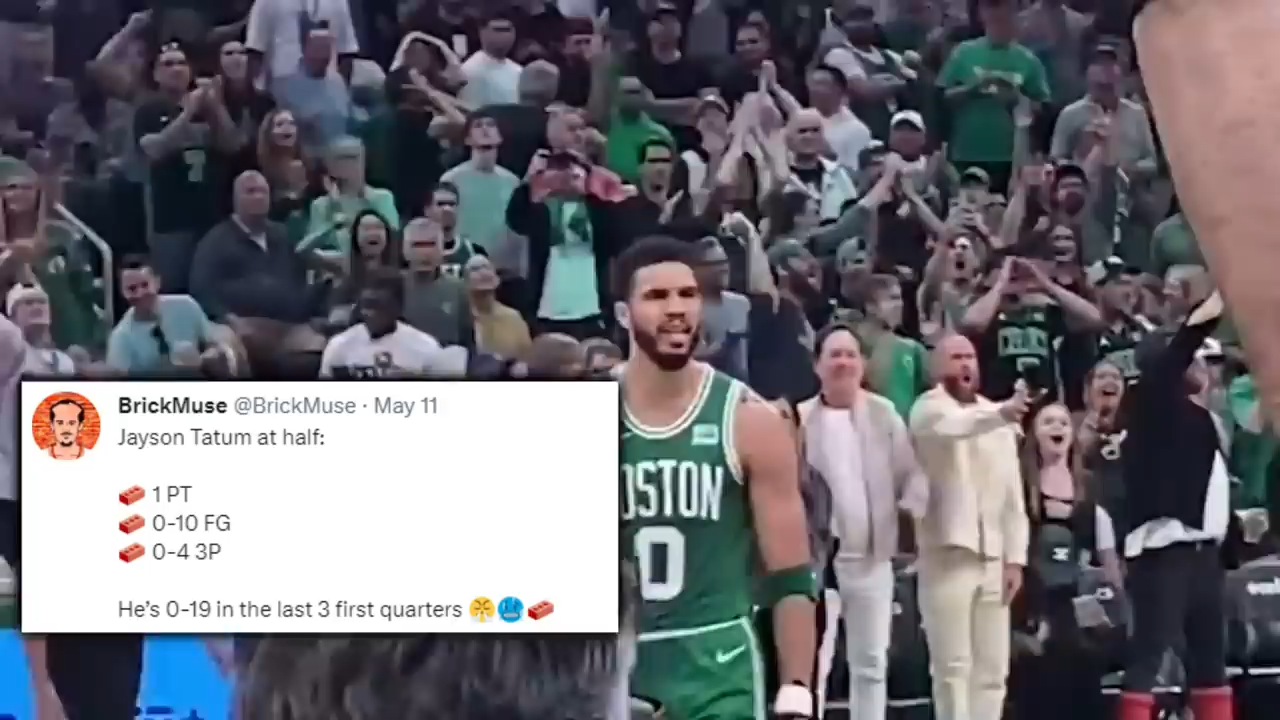 BrickMuse @BrickMuse · May 11
Jayson Tatum at half:
🧱 1 PT
🧱 0-10 FG
🧱 0-4 3P
He's 0-19 in the last 3 first quarters 😤🥶🧱
OSTON
0
CELTICS